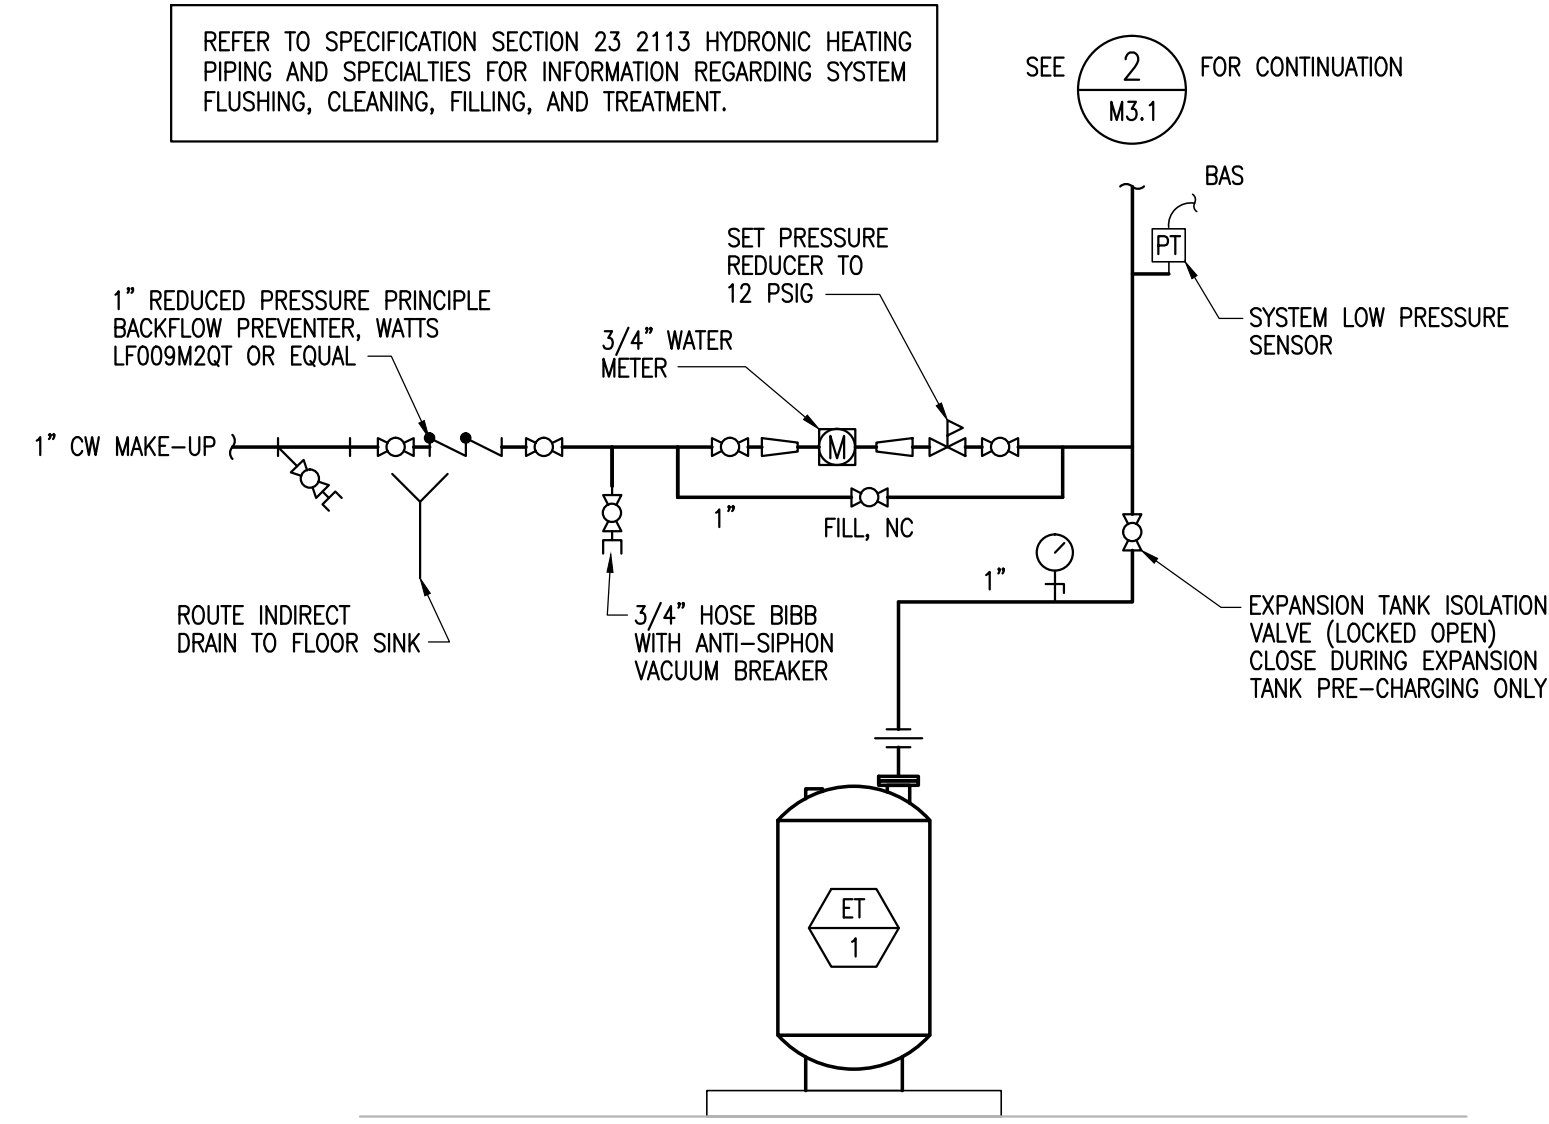 REFER TO SPECIFICATION SECTION 23 2113 HYDRONIC HEATING
PIPING AND SPECIALTIES FOR INFORMATION REGARDING SYSTEM
FLUSHING, CLEANING, FILLING, AND TREATMENT.
SEE
2
M3.1
FOR CONTINUATION
BAS
PT
SYSTEM LOW PRESSURE
SENSOR
SET PRESSURE
REDUCER TO
12 PSIG
1” REDUCED PRESSURE PRINCIPLE
BACKFLOW PREVENTER, WATTS
LF009M2QT OR EQUAL
3/4” WATER
METER
1” CW MAKE-UP
M
1”
FILL, NC
1”
ROUTE INDIRECT
DRAIN TO FLOOR SINK
3/4” HOSE BIBB
WITH ANTI-SIPHON
VACUUM BREAKER
EXPANSION TANK ISOLATION
VALVE (LOCKED OPEN)
CLOSE DURING EXPANSION
TANK PRE-CHARGING ONLY
ET
1